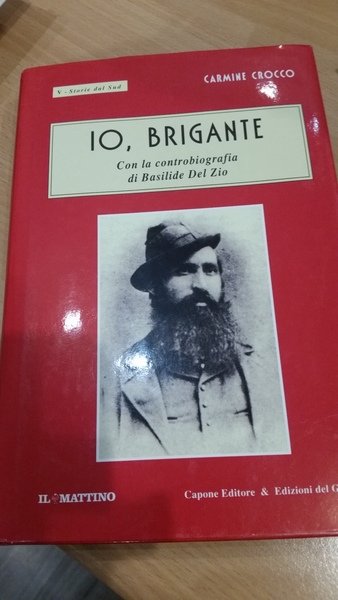 V - Storie dal Sud
CARMINE CROCCO
IO, BRIGANTE
Con la controbiografia
di Basilide Del Zio
IL MATTINO
Capone Editore & Edizioni del G